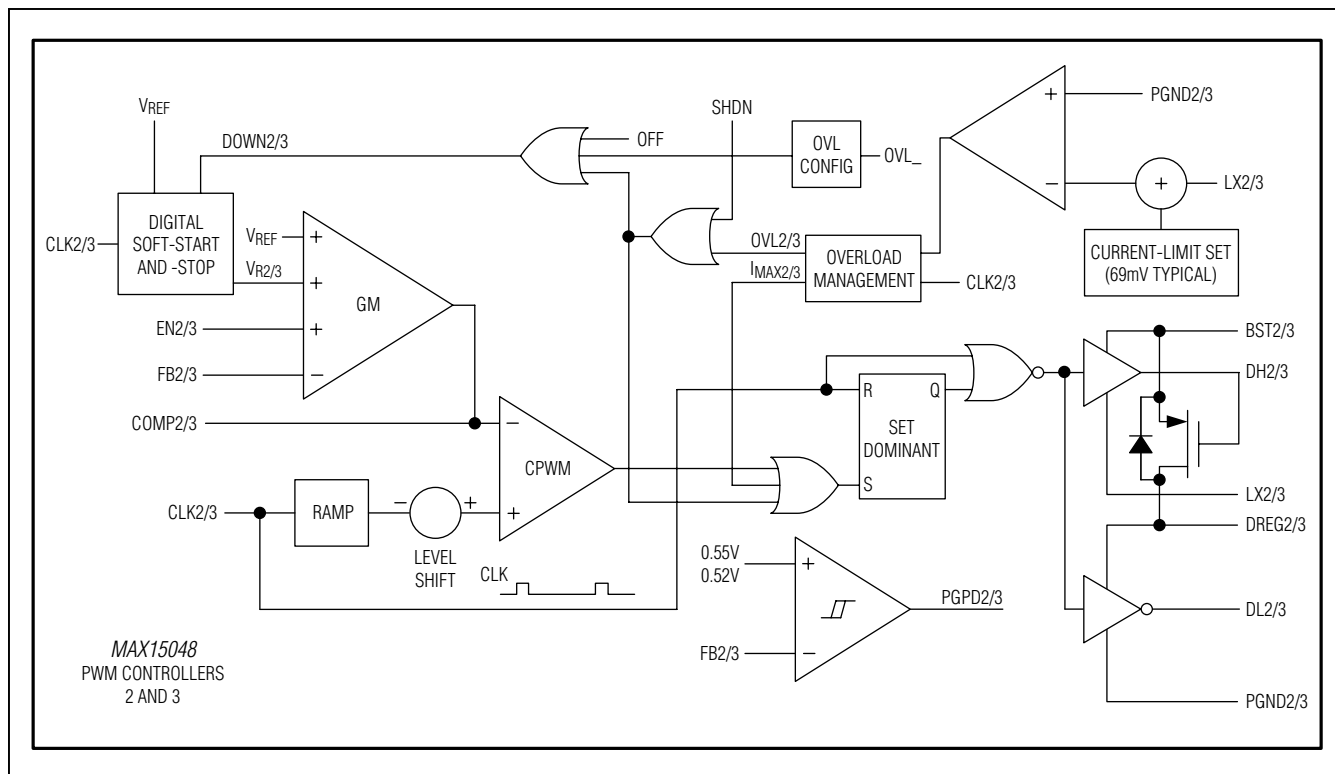 VREF
DOWN2/3
OFF
SHDN
OVL
CONFIG
OVL_
+
PGND2/3
−
+
LX2/3
CURRENT-LIMIT SET
(69mV TYPICAL)
CLK2/3
DIGITAL
SOFT-START
AND -STOP
VREF
+
VR2/3
+
EN2/3
+
FB2/3
−
GM
OVL2/3
IMAX2/3
OVERLOAD
MANAGEMENT
CLK2/3
COMP2/3
−
CPWM
+
CLK2/3
RAMP
−
+
LEVEL
SHIFT
CLK
R
Q
SET
DOMINANT
S
BST2/3
DH2/3
LX2/3
DREG2/3
DL2/3
PGND2/3
0.55V
0.52V
+
FB2/3
−
PGPD2/3
MAX15048
PWM CONTROLLERS
2 AND 3